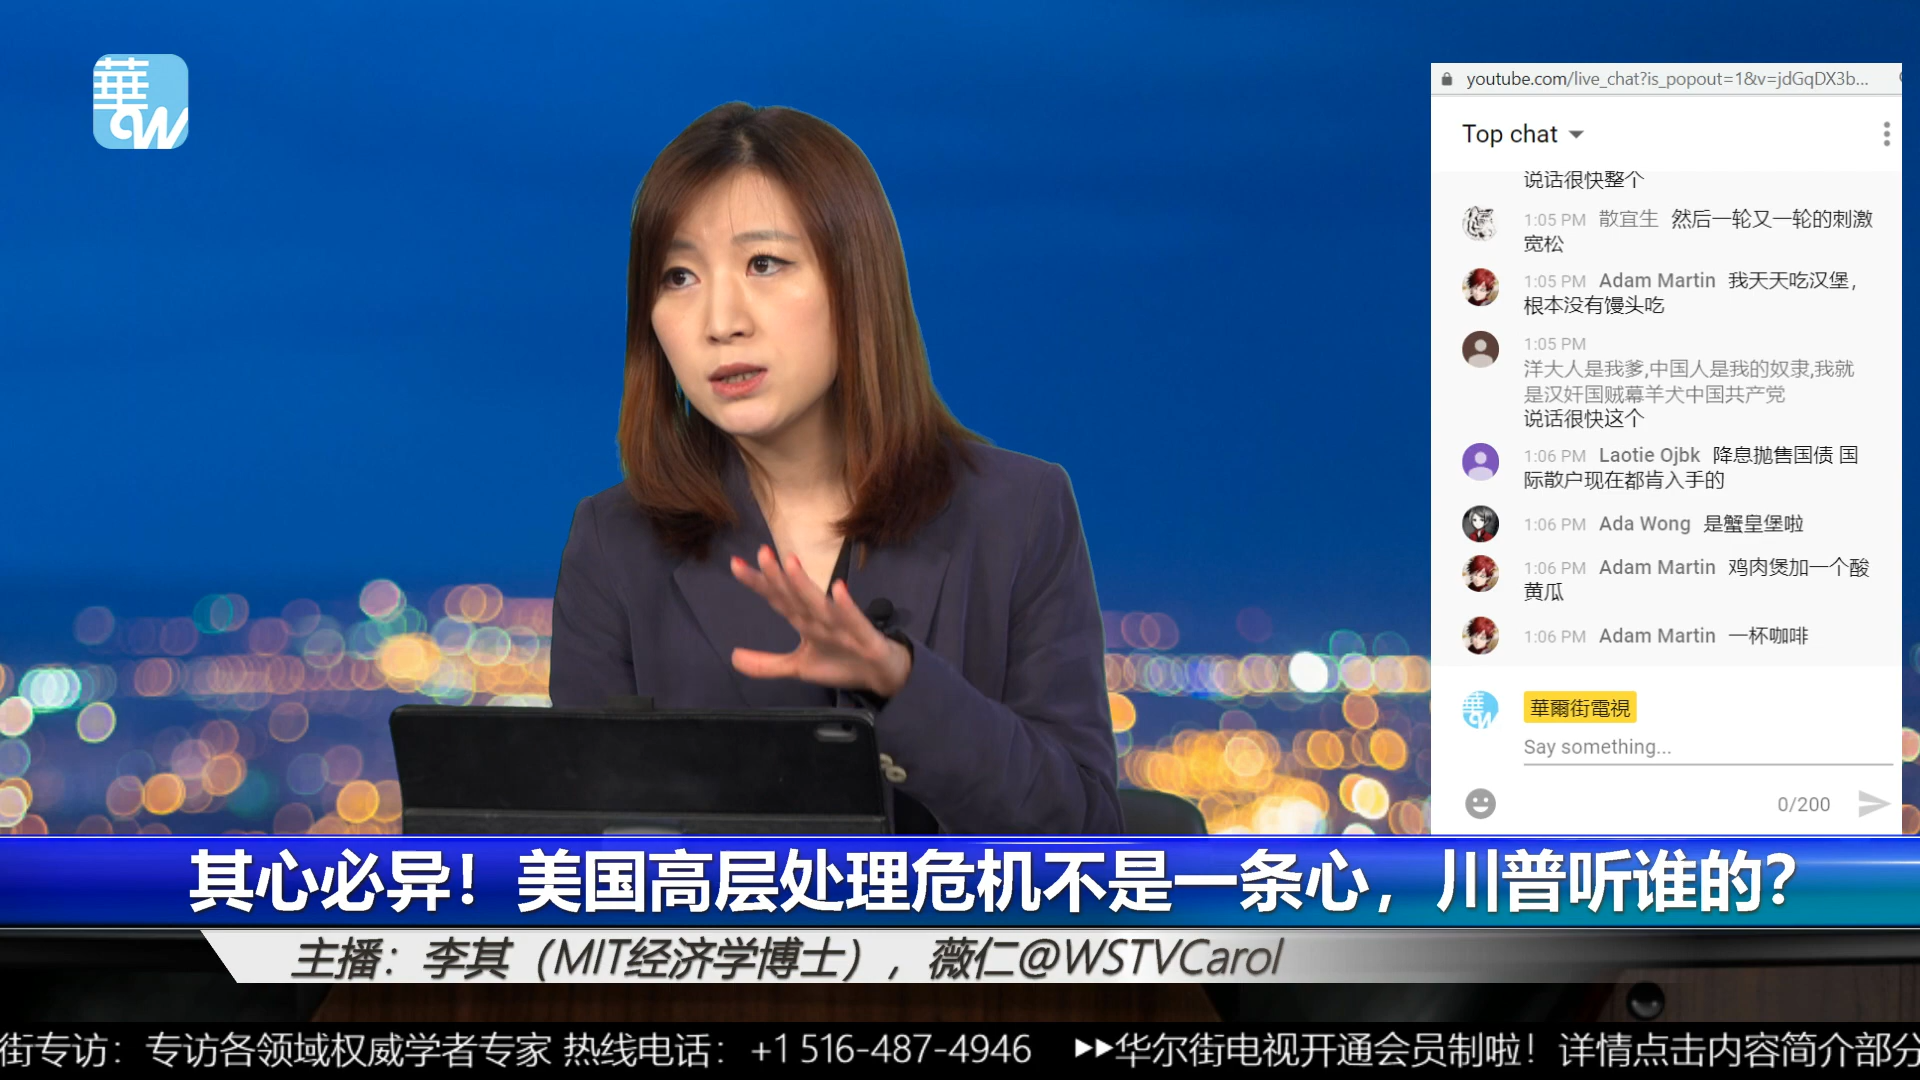 華
W
youtube.com/live_chat?is_popout=1&v=jdGqDX3b...
Top chat
说话很快整个
1:05 PM 散宜生 然后一轮又一轮的刺激
宽松
1:05 PM Adam Martin 我天天吃汉堡，
根本没有馒头吃
1:05 PM
洋大人是我爹,中国人是我的奴隶,我就
是汉奸国贼幕羊犬中国共产党
说话很快这个
1:06 PM Laotie Ojbk 降息抛售国债 国
际散户现在都肯入手的
1:06 PM Ada Wong 是蟹皇堡啦
1:06 PM Adam Martin 鸡肉煲加一个酸
黄瓜
1:06 PM Adam Martin 一杯咖啡
華
W
華爾街電視
Say something...
0/200
其心必异！美国高层处理危机不是一条心，川普听谁的？
主播：李其（MIT经济学博士），薇仁@WSTVCarol
街专访：专访各领域权威学者专家 热线电话：+1 516-487-4946 ▶▶华尔街电视开通会员制啦！详情点击内容简介部分